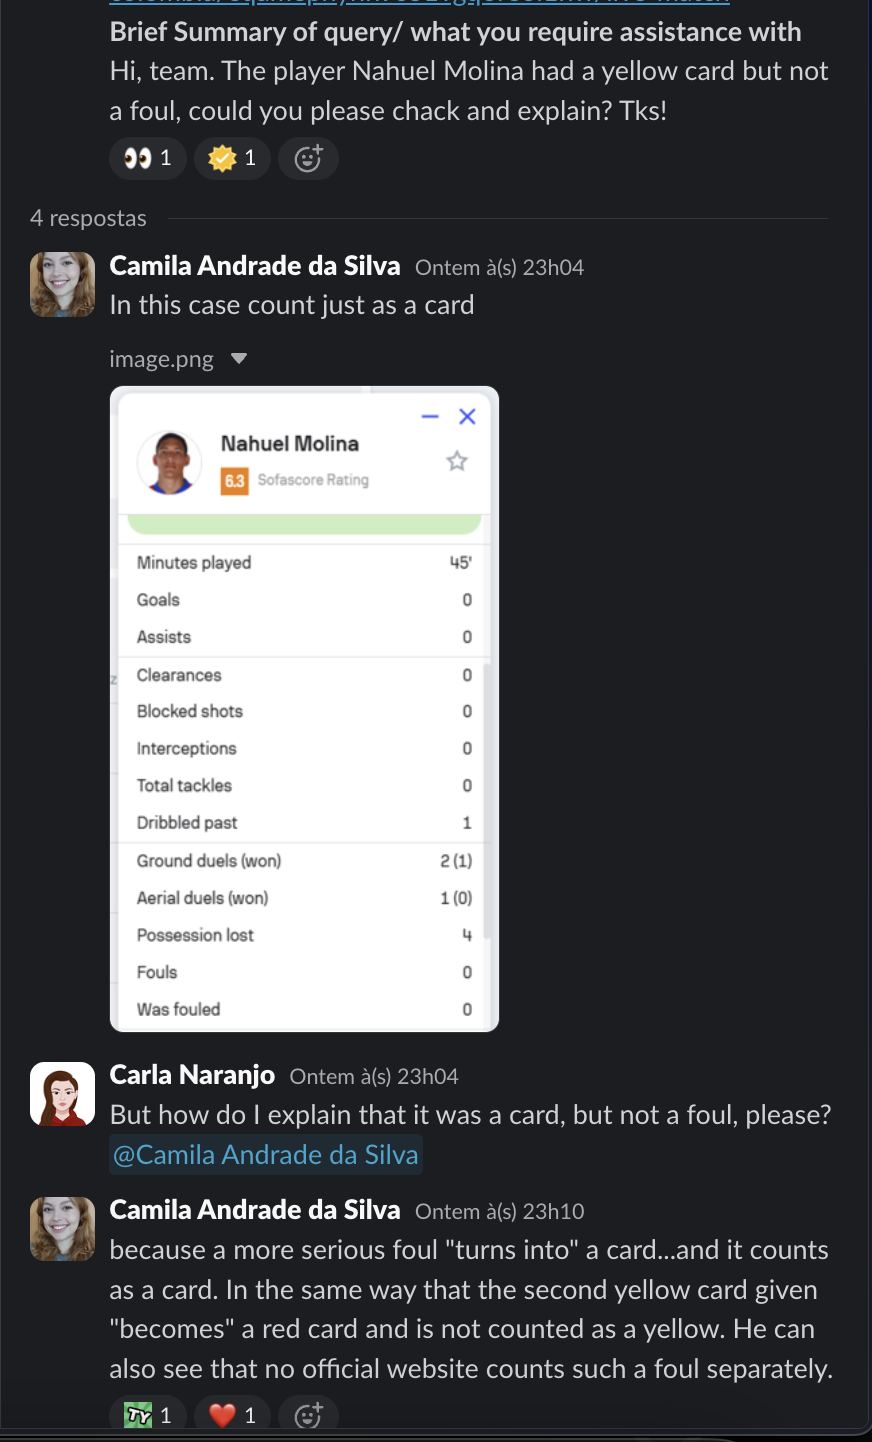 Brief Summary of query/ what you require assistance with
Hi, team. The player Nahuel Molina had a yellow card but not
a foul, could you please chack and explain? Tks!
1
1
4 respostas
Camila Andrade da Silva Ontem à(s) 23h04
In this case count just as a card
image.png
Nahuel Molina
6.3 Sofascore Rating
Minutes played 45'
Goals 0
Assists 0
Clearances 0
Blocked shots 0
Interceptions 0
Total tackles 0
Dribbled past 1
Ground duels (won) 2 (1)
Aerial duels (won) 1 (0)
Possession lost 4
Fouls 0
Was fouled 0
Carla Naranjo Ontem à(s) 23h04
But how do I explain that it was a card, but not a foul, please?
@Camila Andrade da Silva
Camila Andrade da Silva Ontem à(s) 23h10
because a more serious foul "turns into" a card...and it counts
as a card. In the same way that the second yellow card given
"becomes" a red card and is not counted as a yellow. He can
also see that no official website counts such a foul separately.
TY 1
1